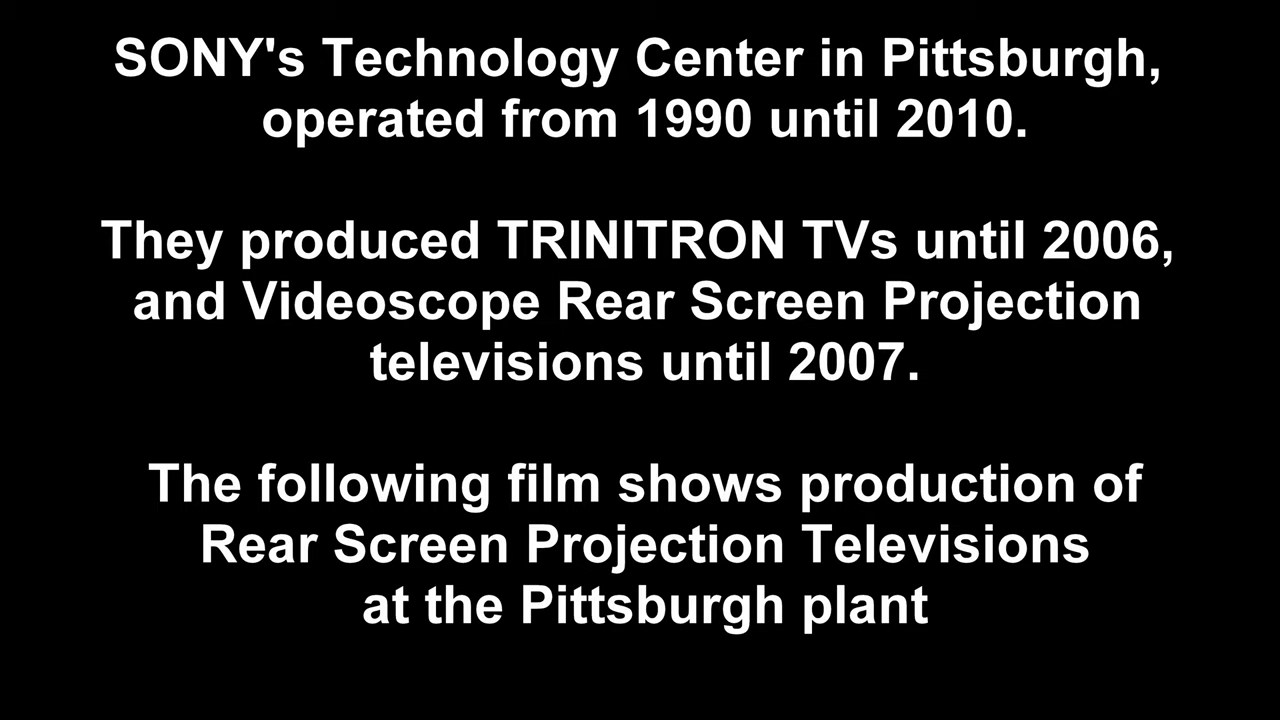 SONY's Technology Center in Pittsburgh,
operated from 1990 until 2010.
They produced TRINITRON TVs until 2006,
and Videoscope Rear Screen Projection
televisions until 2007.
The following film shows production of
Rear Screen Projection Televisions
at the Pittsburgh plant